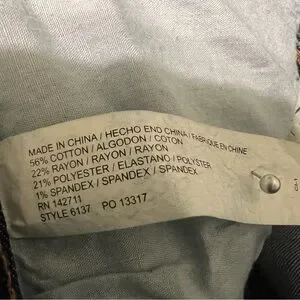 MADE IN CHINA / HECHO END CHINA / FABRIQUE EN CHINE
56% COTTON / ALGODON / COTON
22% RAYON / RAYON / RAYON
21% POLYESTER / ELASTANO / POLYSTER
1% SPANDEX / SPANDEX / SPANDEX
RN 142711
STYLE 6137 PO 13317